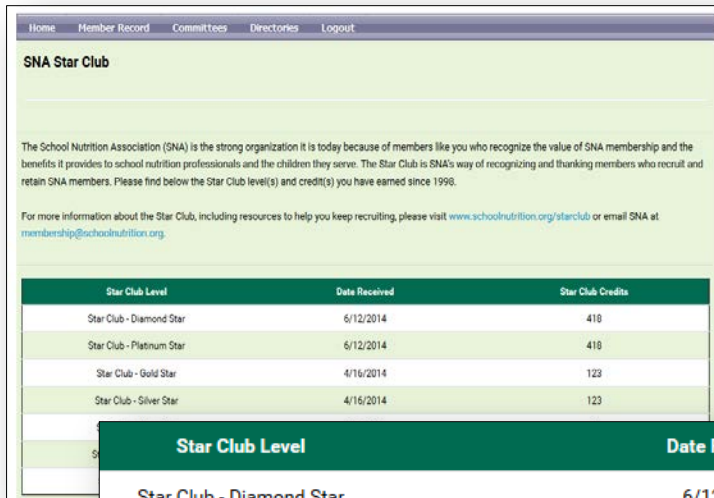 Home Member Record Committees Directories Logout
SNA Star Club
The School Nutrition Association (SNA) is the strong organization it is today because of members like you who recognize the value of SNA membership and the
benefits it provides to school nutrition professionals and the children they serve. The Star Club is SNA's way of recognizing and thanking members who recruit and
retain SNA members. Please find below the Star Club level(s) and credit(s) you have earned since 1998.
For more information about the Star Club, including resources to help you keep recruiting, please visit www.schoolnutrition.org/starclub or email SNA at
membership@schoolnutrition.org.
Star Club Level Date Received Star Club Credits
Star Club - Diamond Star 6/12/2014 418
Star Club - Platinum Star 6/12/2014 418
Star Club - Gold Star 4/16/2014 123
Star Club - Silver Star 4/16/2014 123
Star Club Level Date
Star Club - Diamond Star